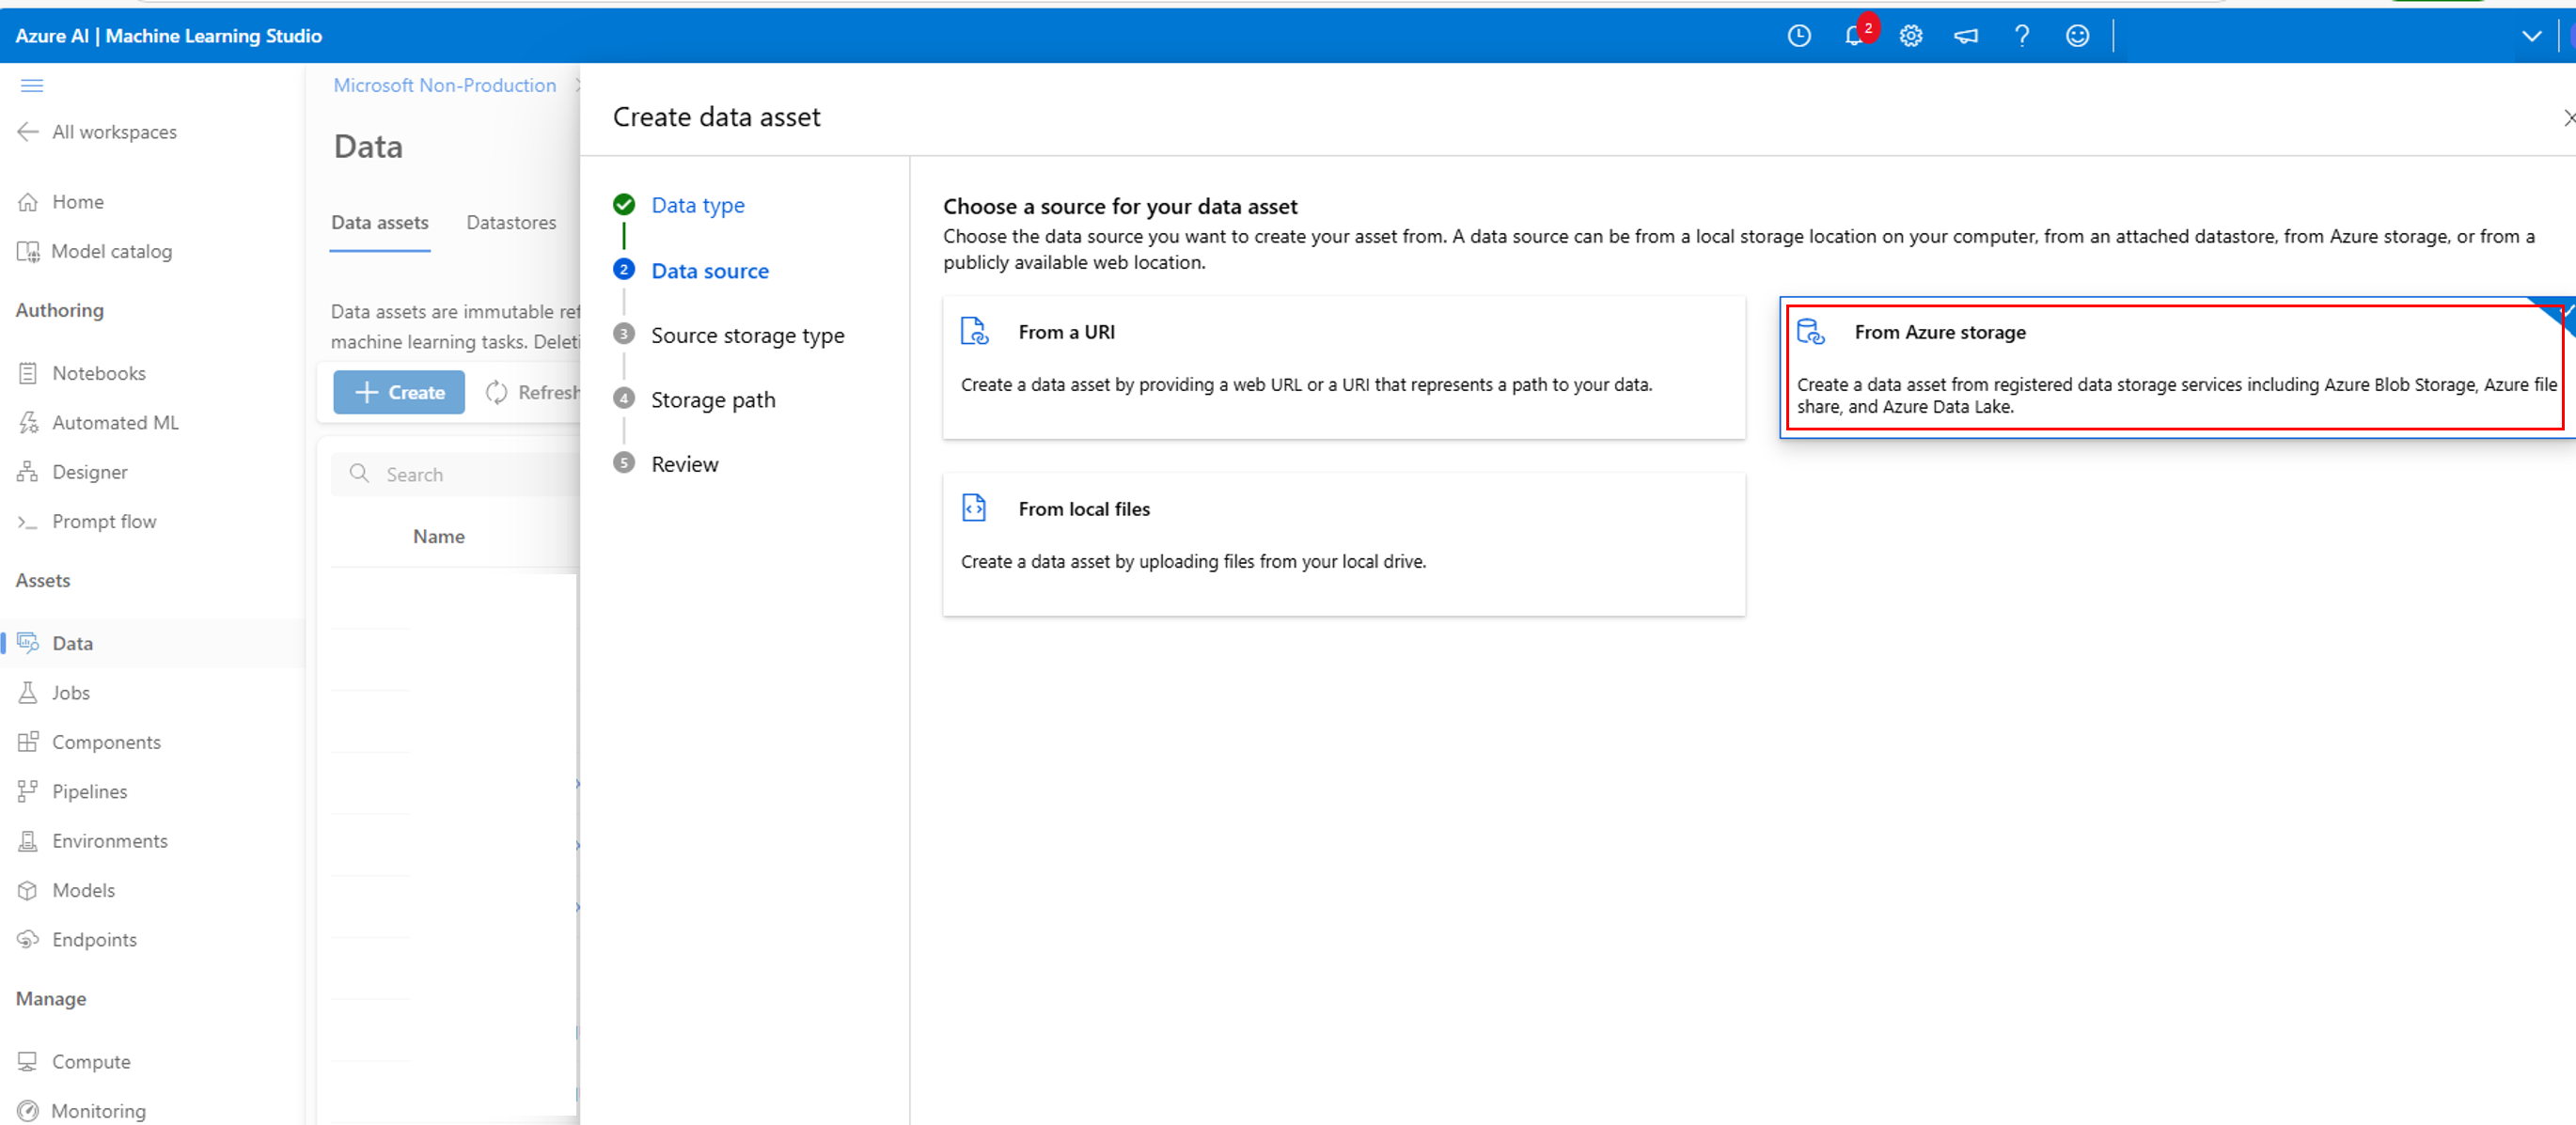 Azure AI | Machine Learning Studio
2
All workspaces
Home
Model catalog
Authoring
Notebooks
Automated ML
Designer
Prompt flow
Assets
Data
Jobs
Components
Pipelines
Environments
Models
Endpoints
Manage
Compute
Monitoring
Microsoft Non-Production
Data
Data assets
Datastores
Data assets are immutable
machine learning tasks.
Create
Refresh
Search
Name
Create data asset
Data type
2 Data source
3 Source storage type
4 Storage path
5 Review
Choose a source for your data asset
Choose the data source you want to create your asset from. A data source can be from a local storage location on your computer, from an attached datastore, from Azure storage, or from a
publicly available web location.
From a URI
Create a data asset by providing a web URL or a URI that represents a path to your data.
From Azure storage
Create a data asset from registered data storage services including Azure Blob Storage, Azure file
share, and Azure Data Lake.
From local files
Create a data asset by uploading files from your local drive.